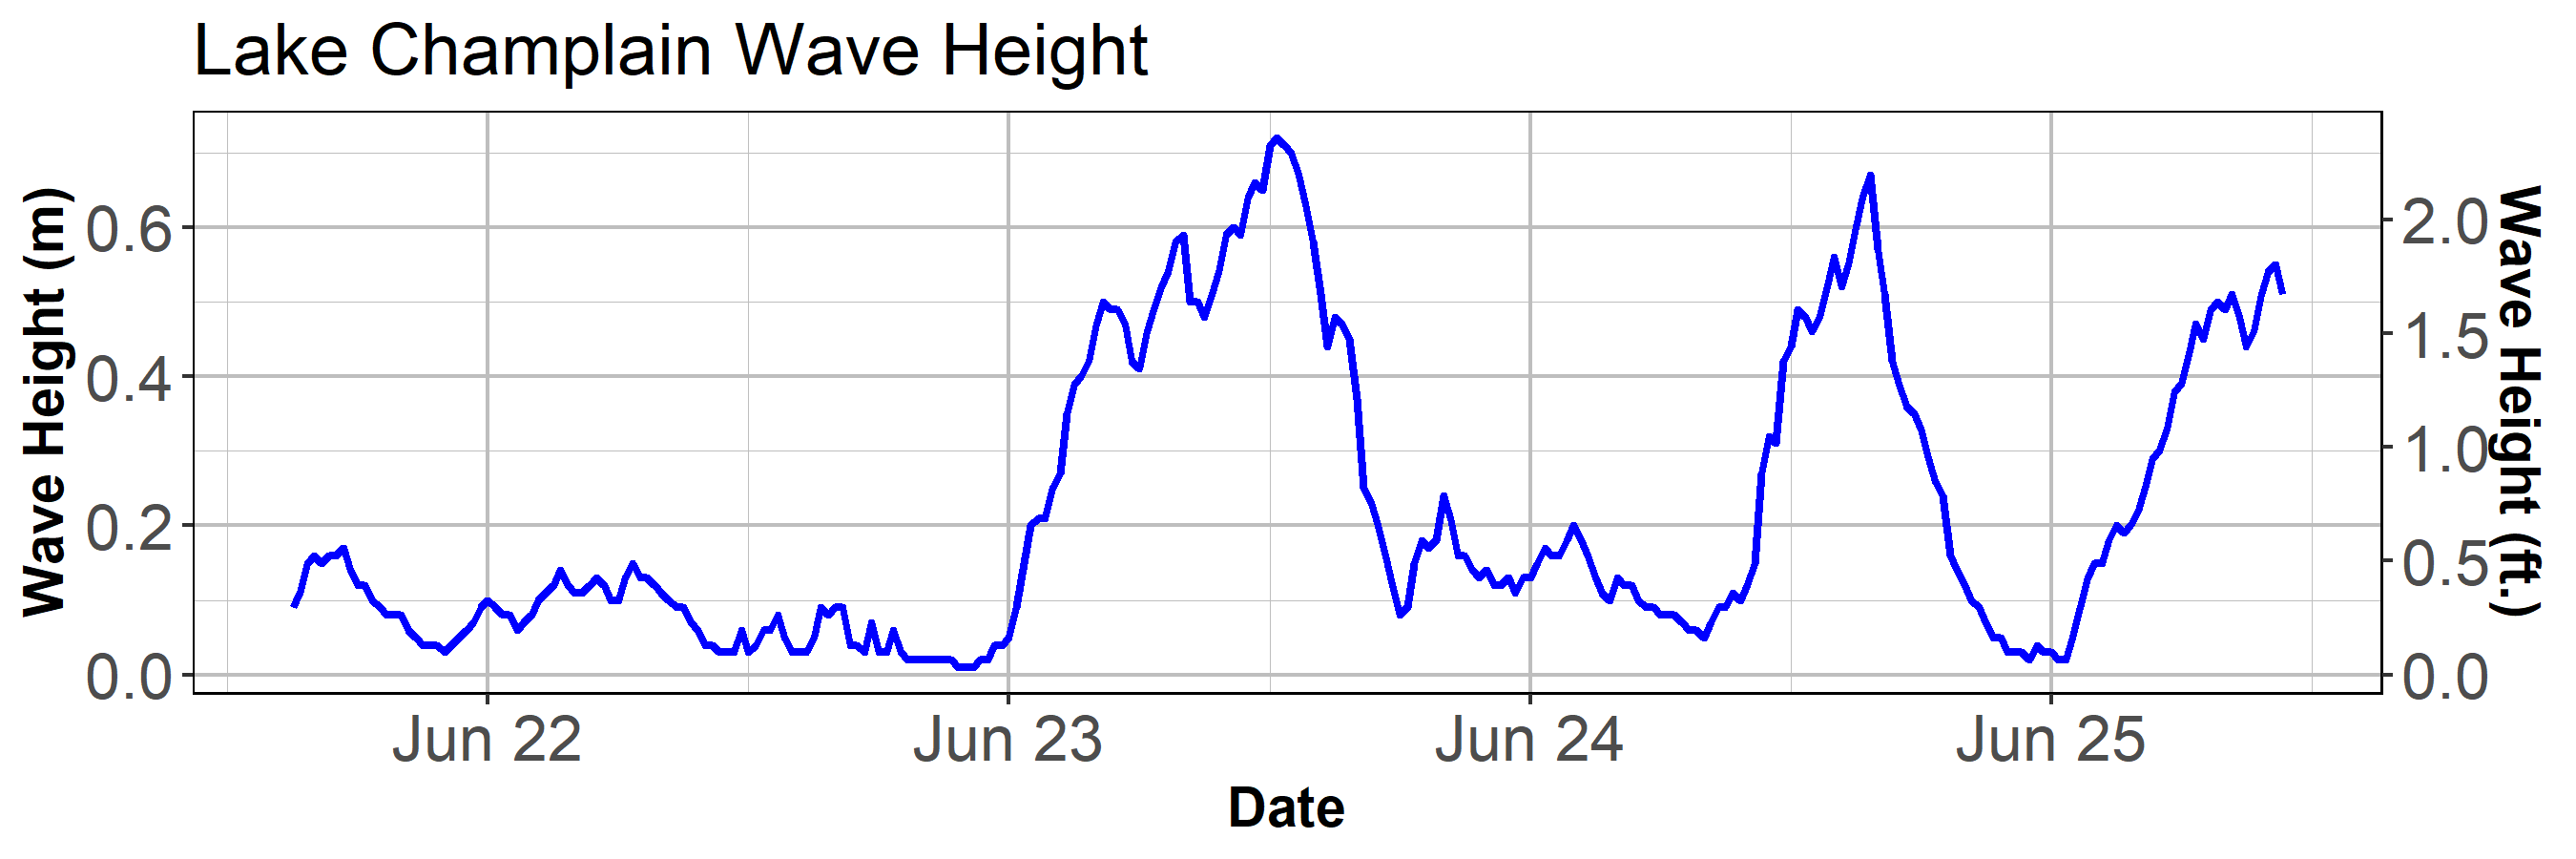 Lake Champlain Wave Height
Wave Height (m)
0.6
0.4
0.2
0.0
2.0
1.5
1.0
0.5
0.0
Wave Height (ft.)
Jun 22
Jun 23
Jun 24
Jun 25
Date